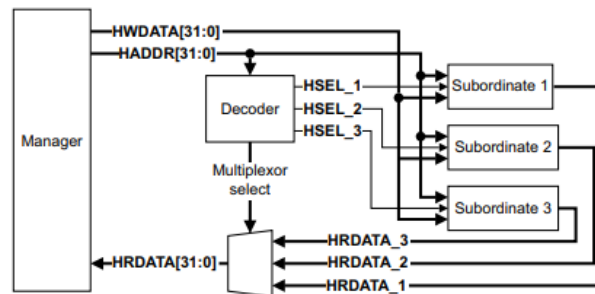 HWDATA[31:0]
HADDR[31:0]
Manager
Decoder
HSEL_1
HSEL_2
HSEL_3
Subordinate 1
Subordinate 2
Subordinate 3
Multiplexor
select
HRDATA_3
HRDATA[31:0]
HRDATA_2
HRDATA_1